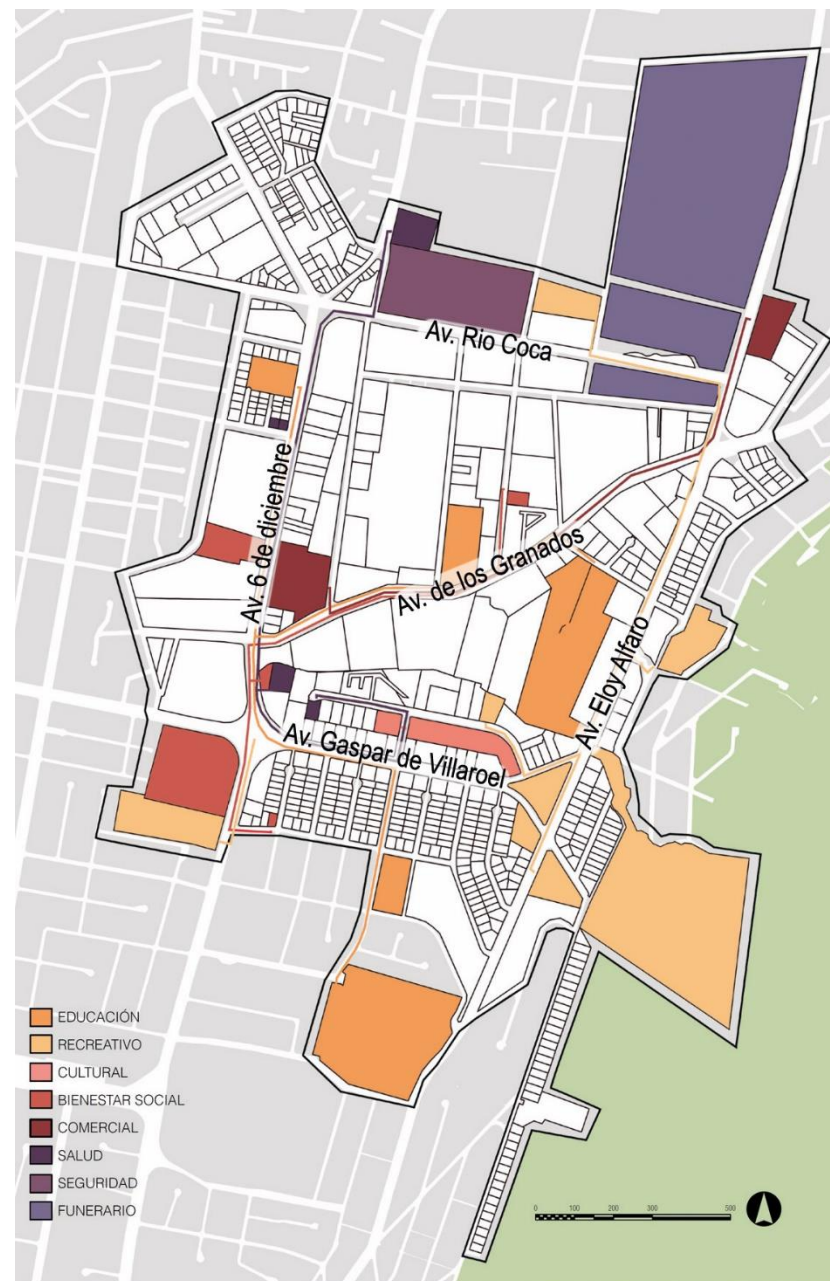 Av. Rio Coca
Av. 6 de diciembre
Av. de los Granados
Av. Eloy Alfaro
Av. Gaspar de Villaroel
EDUCACIÓN
RECREATIVO
CULTURAL
BIENESTAR SOCIAL
COMERCIAL
SALUD
SEGURIDAD
FUNERARIO
0 100 200 300 500